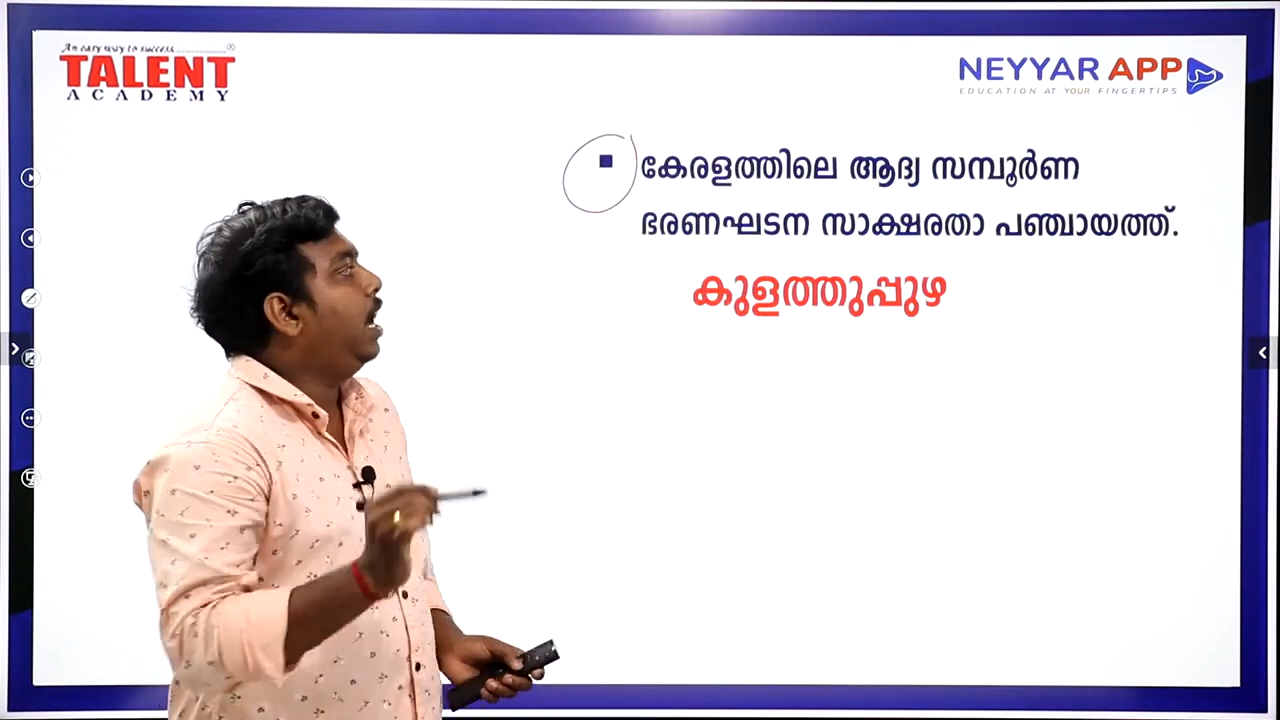 An easy way to success..............®
TALENT
ACADEMY
NEYYAR APP
EDUCATION AT YOUR FINGERTIPS
കേരളത്തിലെ ആദ്യ സമ്പൂർണ
ഭരണഘടന സാക്ഷരതാ പഞ്ചായത്ത്.
കുളത്തുപ്പുഴ